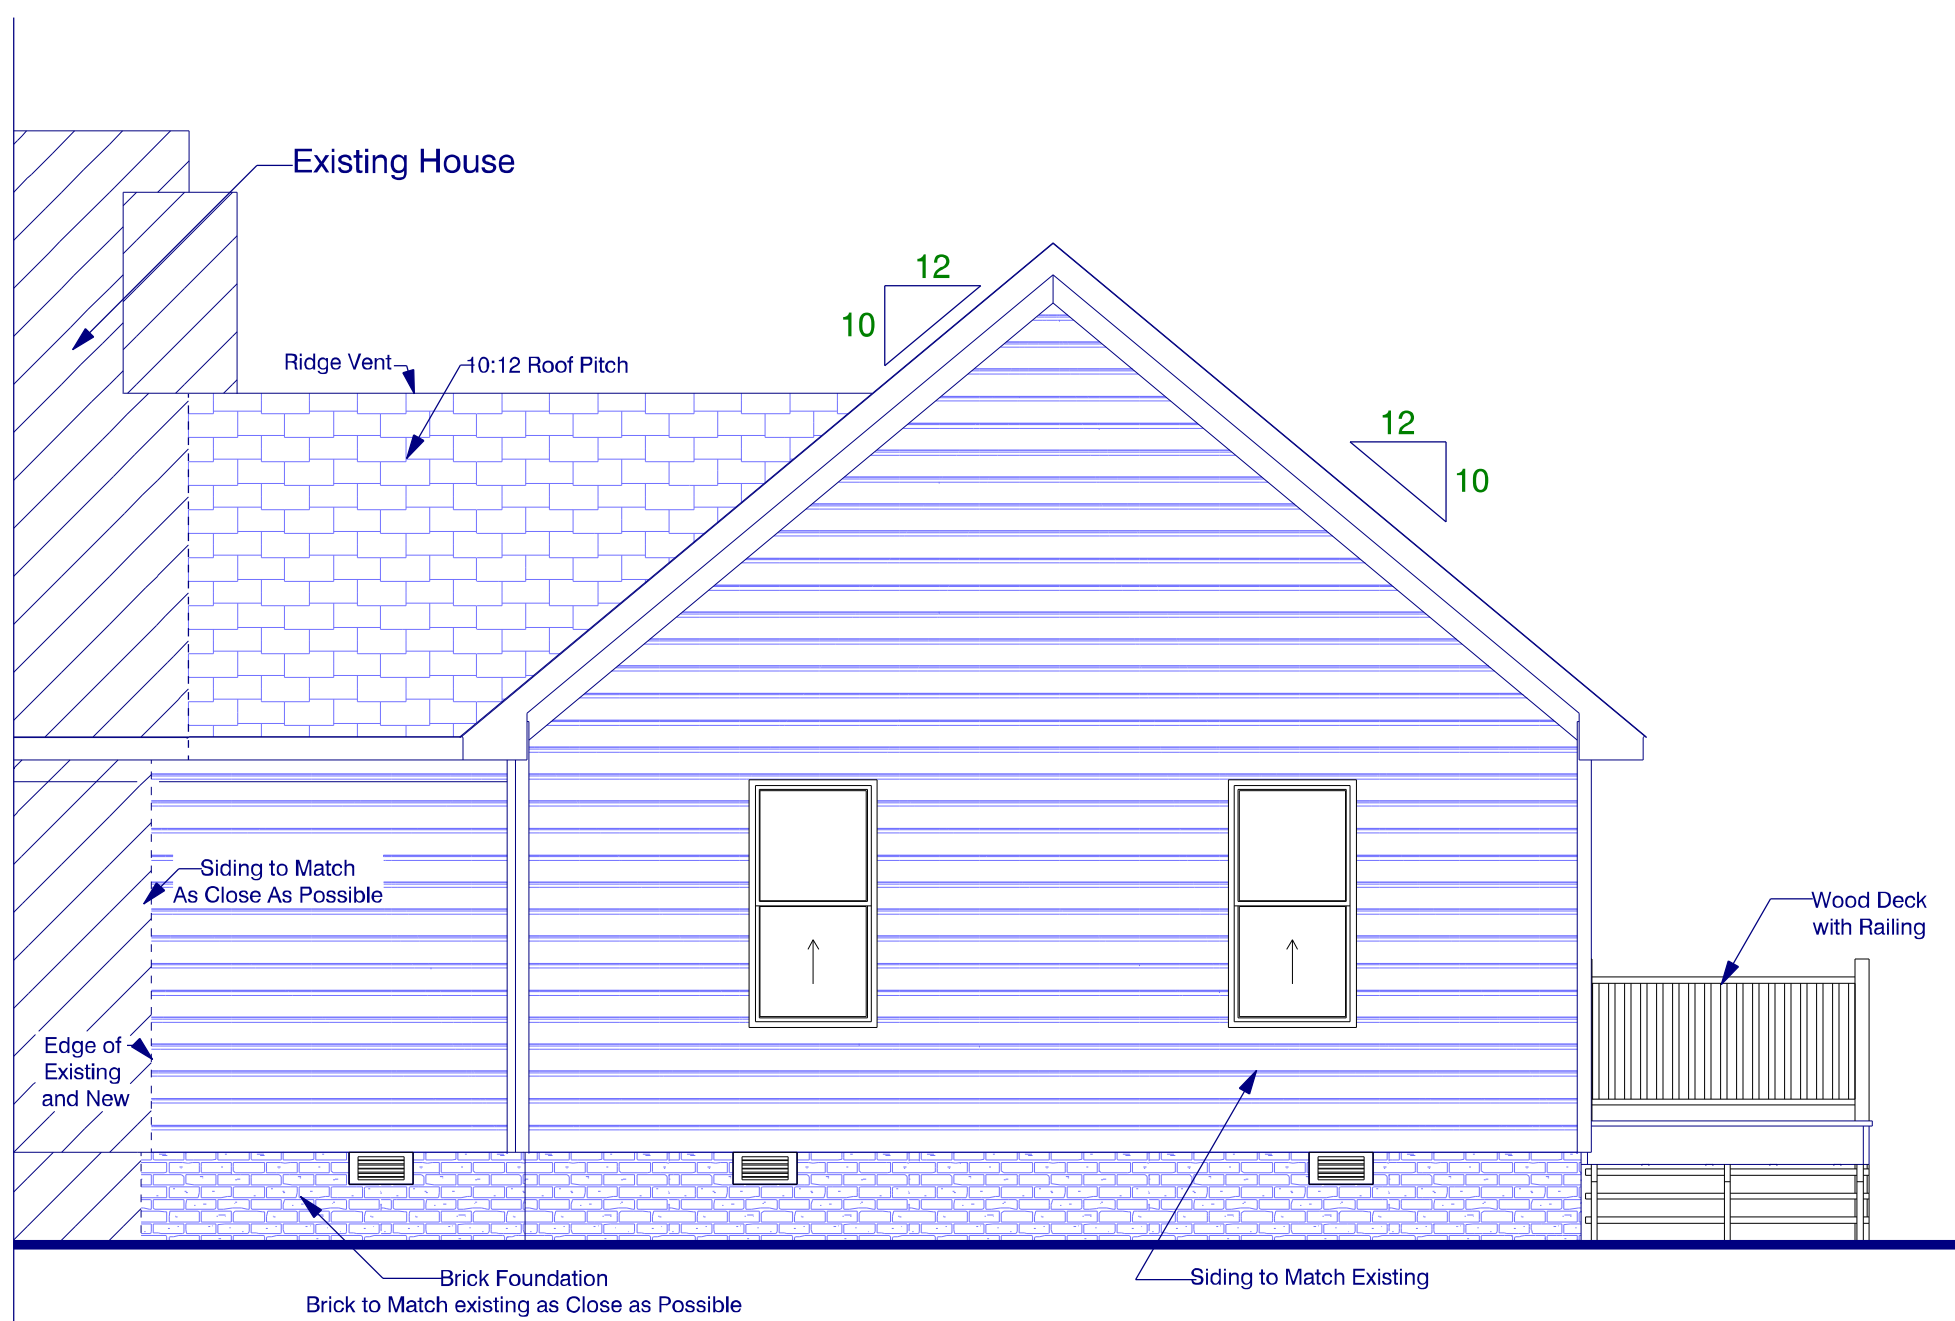 Existing House
12
10
Ridge Vent
10:12 Roof Pitch
12
10
Siding to Match
As Close As Possible
Wood Deck
with Railing
Edge of
Existing
and New
Brick Foundation
Brick to Match existing as Close as Possible
Siding to Match Existing